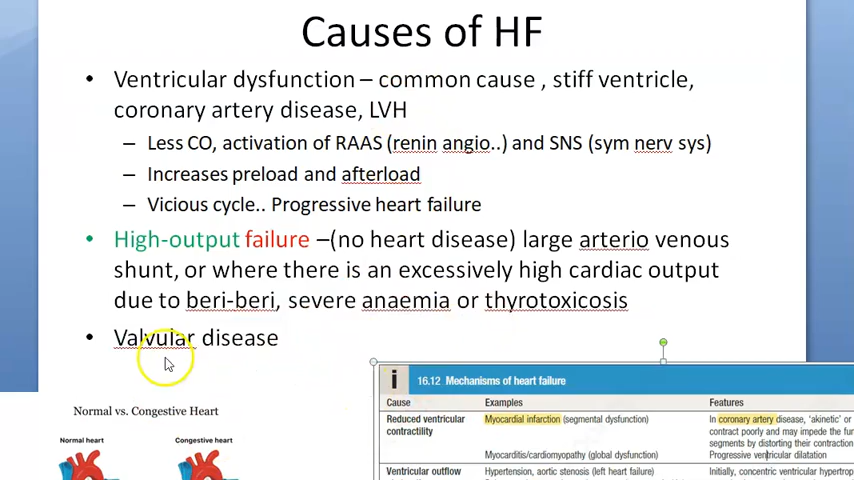 Causes of HF
• Ventricular dysfunction – common cause , stiff ventricle,
coronary artery disease, LVH
– Less CO, activation of RAAS (renin angio..) and SNS (sym nerv sys)
– Increases preload and afterload
– Vicious cycle.. Progressive heart failure
• High-output failure –(no heart disease) large arterio venous
shunt, or where there is an excessively high cardiac output
due to beri-beri, severe anaemia or thyrotoxicosis
• Valvular disease
i 16.12 Mechanisms of heart failure
Cause Examples Features
Reduced ventricular Myocardial infarction (segmental dysfunction) In coronary artery disease, 'akinetic' or
contractility contract poorly and may impede the
segments by distorting their contraction
Myocarditis/cardiomyopathy (global dysfunction) Progressive ventricular dilatation
Ventricular outflow Hypertension, aortic stenosis (left heart failure) Initially, concentric ventricular
Normal vs. Congestive Heart
Normal heart Congestive heart